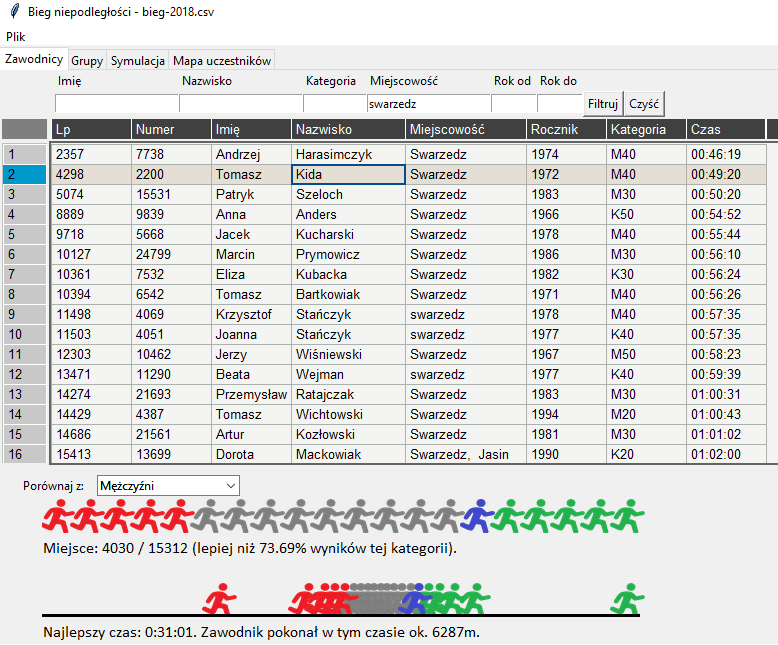 Bieg niepodległości - bieg-2018.csv
Plik
Zawodnicy Grupy Symulacja Mapa uczestników
Imię Nazwisko Kategoria Miejscowość Rok od Rok do
swarzedz Filtruj Czyść
Lp Numer Imię Nazwisko Miejscowość Rocznik Kategoria Czas
1 2357 7738 Andrzej Harasimczyk Swarzedz 1974 M40 00:46:19
2 4298 2200 Tomasz Kida Swarzedz 1972 M40 00:49:20
3 5074 15531 Patryk Szeloch Swarzedz 1983 M30 00:50:20
4 8889 9839 Anna Anders Swarzedz 1966 K50 00:54:52
5 9718 5668 Jacek Kucharski Swarzedz 1978 M40 00:55:44
6 10127 24799 Marcin Prymowicz Swarzedz 1986 M30 00:56:10
7 10361 7532 Eliza Kubacka Swarzedz 1982 K30 00:56:24
8 10394 6542 Tomasz Bartkowiak Swarzedz 1971 M40 00:56:26
9 11498 4069 Krzysztof Stańczyk swarzedz 1978 M40 00:57:35
10 11503 4051 Joanna Stańczyk swarzedz 1977 K40 00:57:35
11 12303 10462 Jerzy Wiśniewski Swarzedz 1967 M50 00:58:23
12 13471 11290 Beata Wejman swarzedz 1977 K40 00:59:39
13 14274 21693 Przemysław Ratajczak Swarzedz 1983 M30 01:00:31
14 14429 4387 Tomasz Wichtowski Swarzedz 1994 M20 01:00:43
15 14686 21561 Artur Kozłowski Swarzedz 1981 M30 01:01:02
16 15413 13699 Dorota Mackowiak Swarzedz, Jasin 1990 K20 01:02:00
Porównaj z: Mężczyźni
Miejsce: 4030 / 15312 (lepiej niż 73.69% wyników tej kategorii).
Najlepszy czas: 0:31:01. Zawodnik pokonał w tym czasie ok. 6287m.